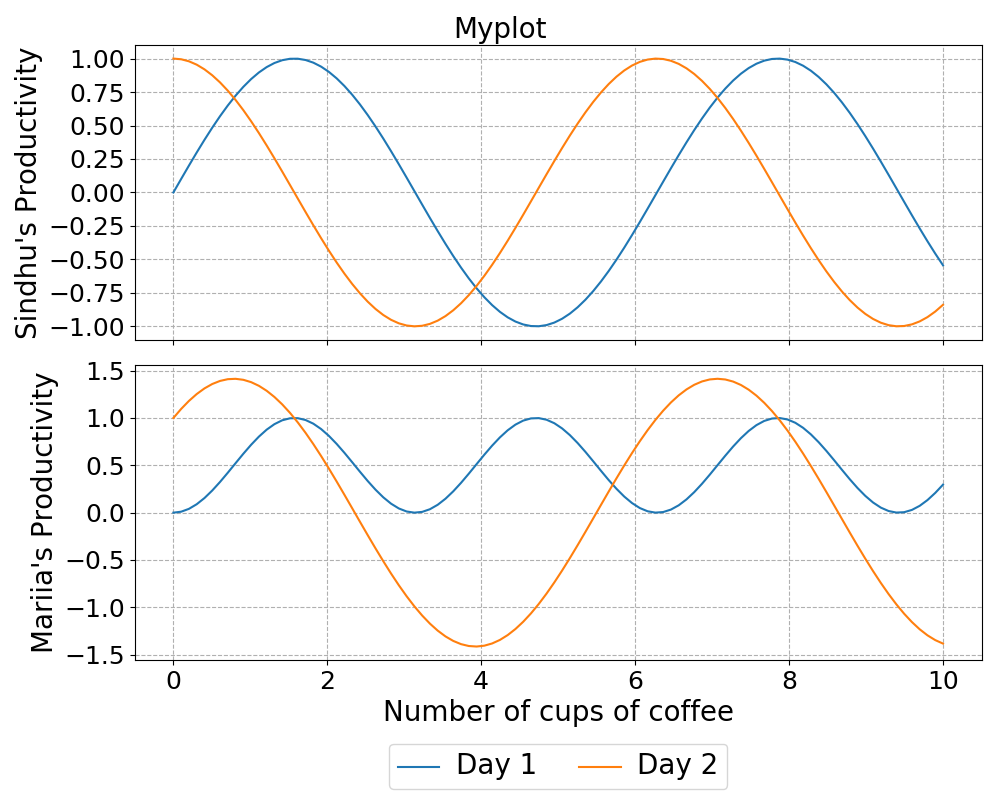 Myplot
Sindhu's Productivity
1.00
0.75
0.50
0.25
0.00
−0.25
−0.50
−0.75
−1.00
Mariia's Productivity
1.5
1.0
0.5
0.0
−0.5
−1.0
−1.5
0 2 4 6 8 10
Number of cups of coffee
Day 1 Day 2